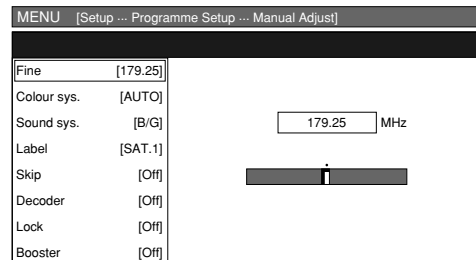 MENU [Setup ··· Programme Setup ··· Manual Adjust]
Fine [179.25]
Colour sys. [AUTO]
Sound sys. [B/G]
179.25 MHz
Label [SAT.1]
Skip [Off]
Decoder [Off]
Lock [Off]
Booster [Off]